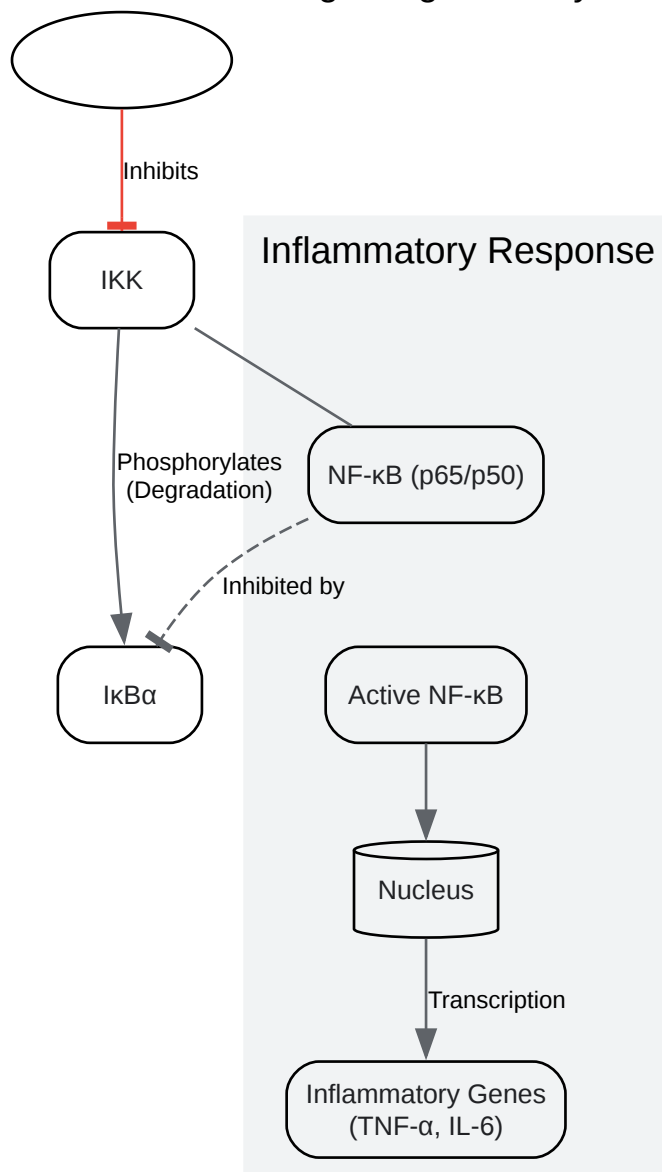 Inhibits
Inflammatory Response
IKK
Phosphorylates
(Degradation)
NF-κB (p65/p50)
Inhibited by
IκBα
Active NF-κB
Nucleus
Transcription
Inflammatory Genes
(TNF-α, IL-6)